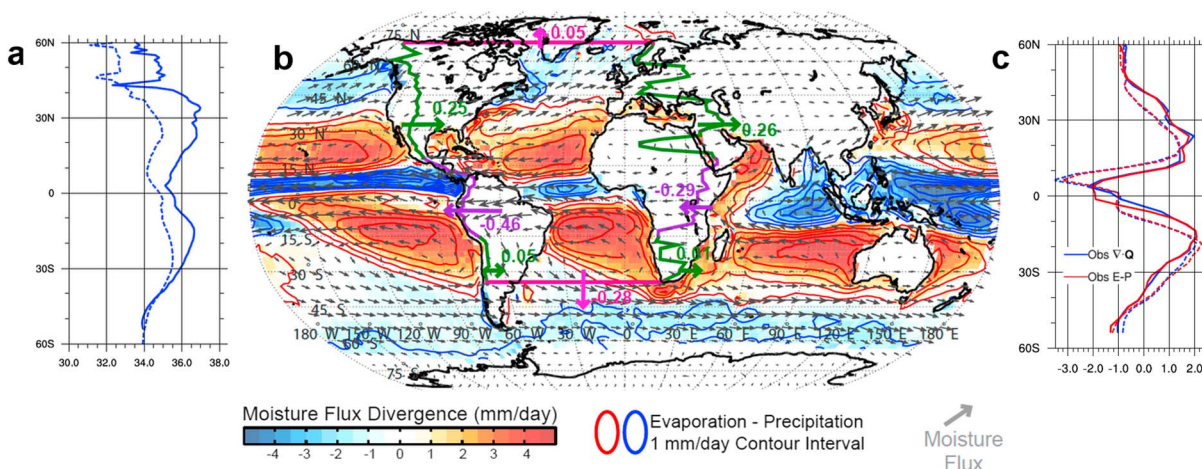 a
60N
30N
0
30S
60S
30.0 32.0 34.0 36.0
b
75 N
45 N
30 N
15 N
0
15 S
30 S
45 S
60 S
75 S
180 W 150 W 120 W 90 W 60 W 30 W 0 30 E 60 E 90 E 120 E 150 E 180 E
0.05
0.25
0.26
-0.46
-0.29
0.05
0.01
-0.28
Moisture Flux Divergence (mm/day)
-4 -3 -2 -1 0 1 2 3 4
Evaporation - Precipitation
1 mm/day Contour Interval
Moisture
Flux
c
60N
30N
0
30S
60S
Obs ∇·Q
Obs E-P
-3.0 -2.0 -1.0 0.0 1.0 2.0